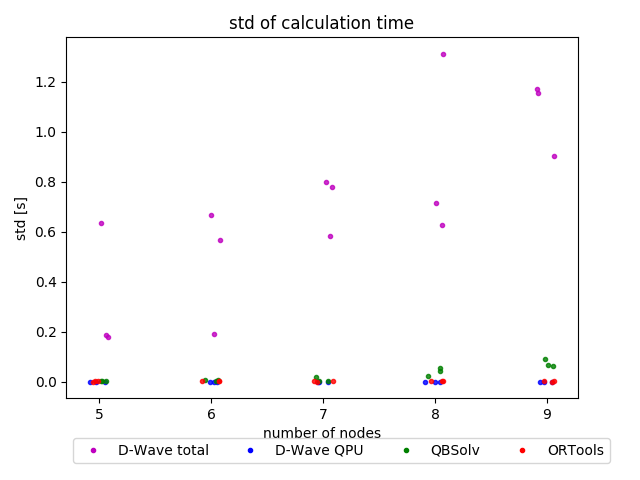 std of calculation time
std [s]
1.2
1.0
0.8
0.6
0.4
0.2
0.0
5 6 7 8 9
number of nodes
D-Wave total D-Wave QPU QBSolv ORTools